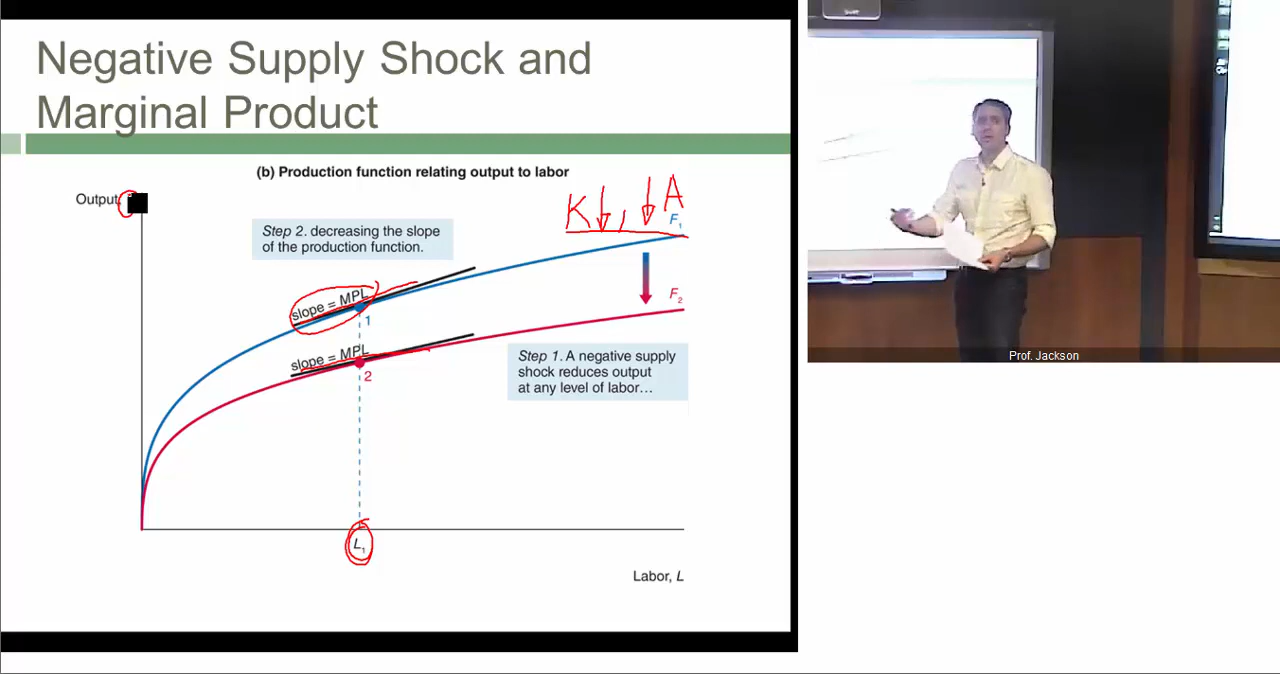 Negative Supply Shock and
Marginal Product
(b) Production function relating output to labor
Output,
K↓, ↓A
F₁
Step 2. decreasing the slope
of the production function.
slope = MPL
1
F₂
slope = MPL
2
Step 1. A negative supply
shock reduces output
at any level of labor…
L₁
Labor, L
Prof. Jackson